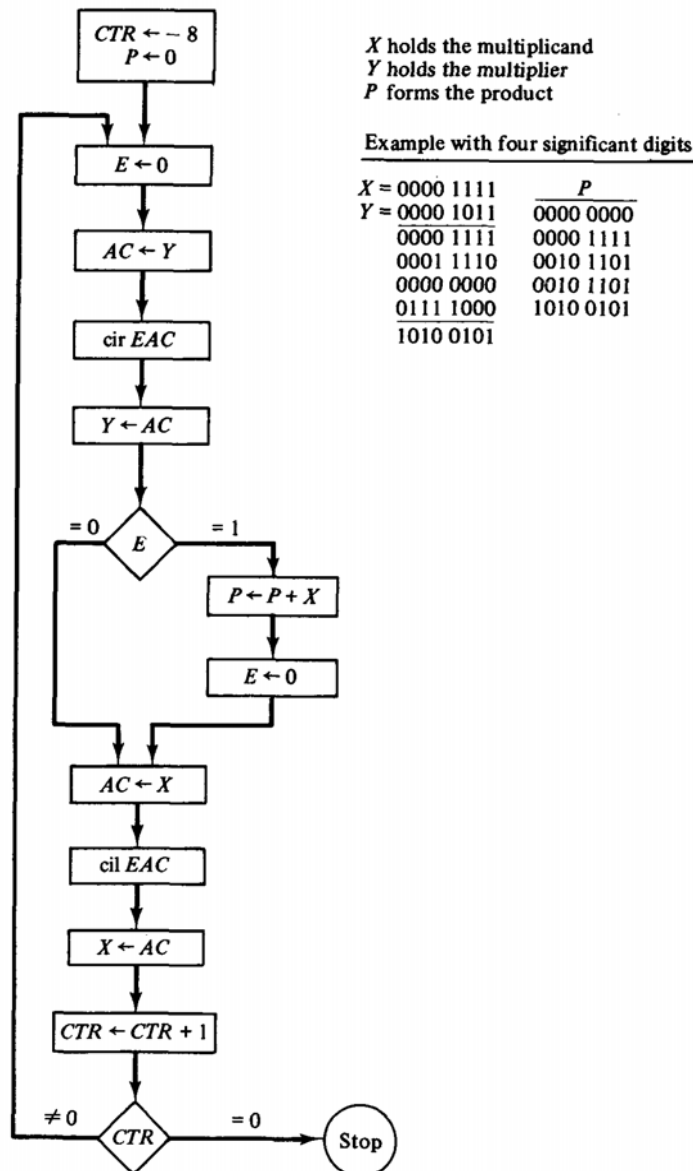 CTR ← − 8
P ← 0
E ← 0
AC ← Y
cir EAC
Y ← AC
= 0
E
= 1
P ← P + X
E ← 0
AC ← X
cil EAC
X ← AC
CTR ← CTR + 1
≠ 0
CTR
= 0
Stop
X holds the multiplicand
Y holds the multiplier
P forms the product
Example with four significant digits
X = 0000 1111 P
Y = 0000 1011 0000 0000
0000 1111 0000 1111
0001 1110 0010 1101
0000 0000 0010 1101
0111 1000 1010 0101
1010 0101